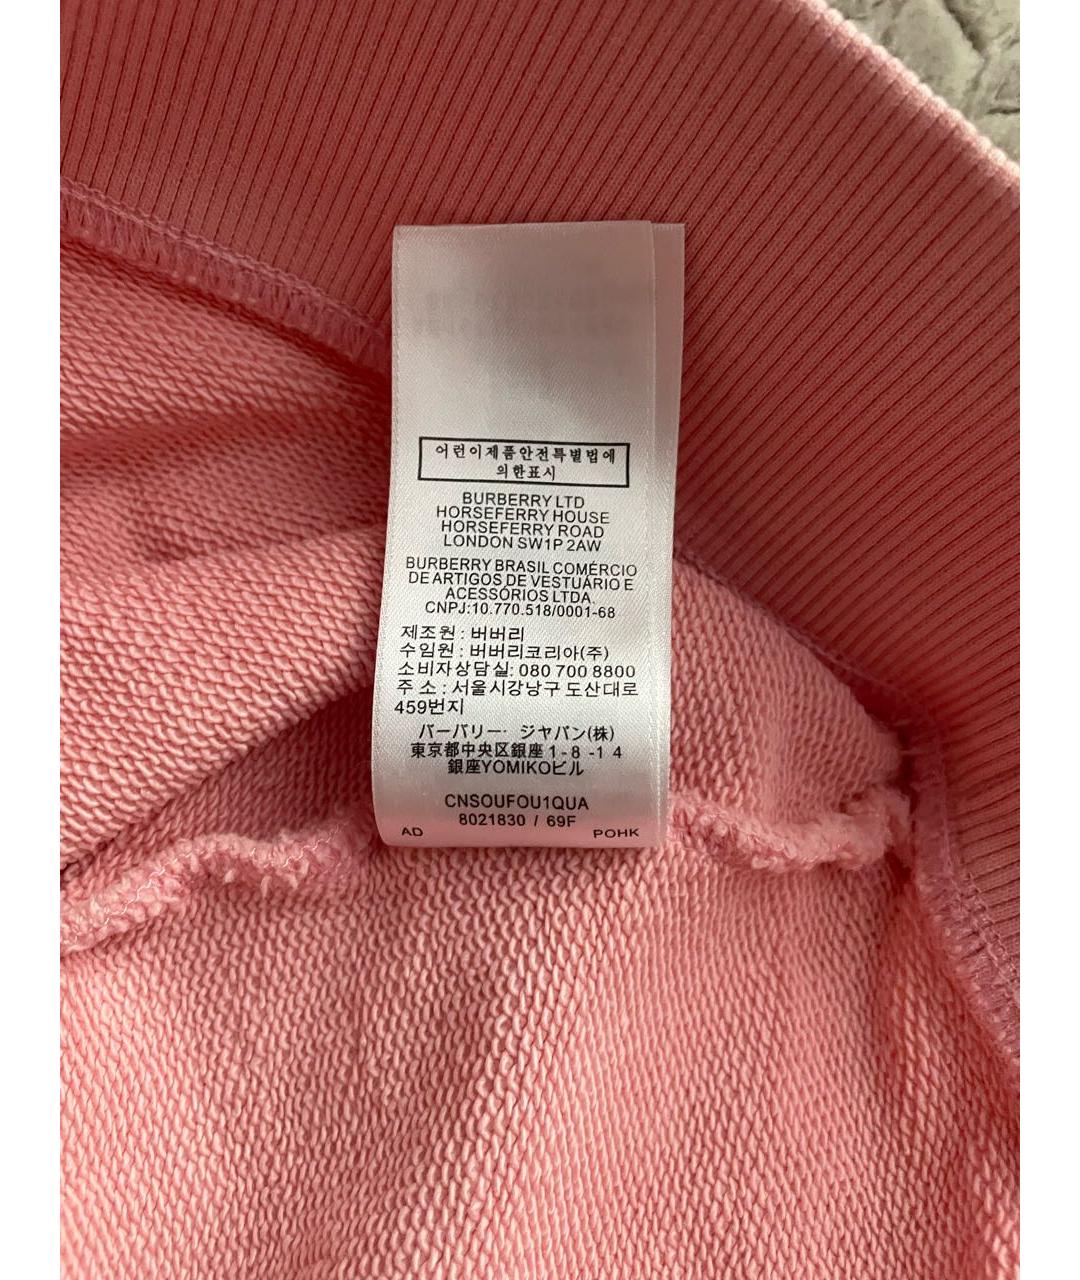 어린이제품안전특별법에
의한표시
BURBERRY LTD
HORSEFERRY HOUSE
HORSEFERRY ROAD
LONDON SW1P 2AW
BURBERRY BRASIL COMÉRCIO
DE ARTIGOS DE VESTUÁRIO E
ACESSÓRIOS LTDA.
CNPJ:10.770.518/0001-68
제조원 : 버버리
수임원 : 버버리코리아(주)
소비자상담실: 080 700 8800
주 소 : 서울시강남구 도산대로
459번지
バーバリー· ジャパン(株)
東京都中央区銀座 1 - 8 - 1 4
銀座YOMIKOビル
CNSOUFOU1QUA
8021830 / 69F
AD POHK